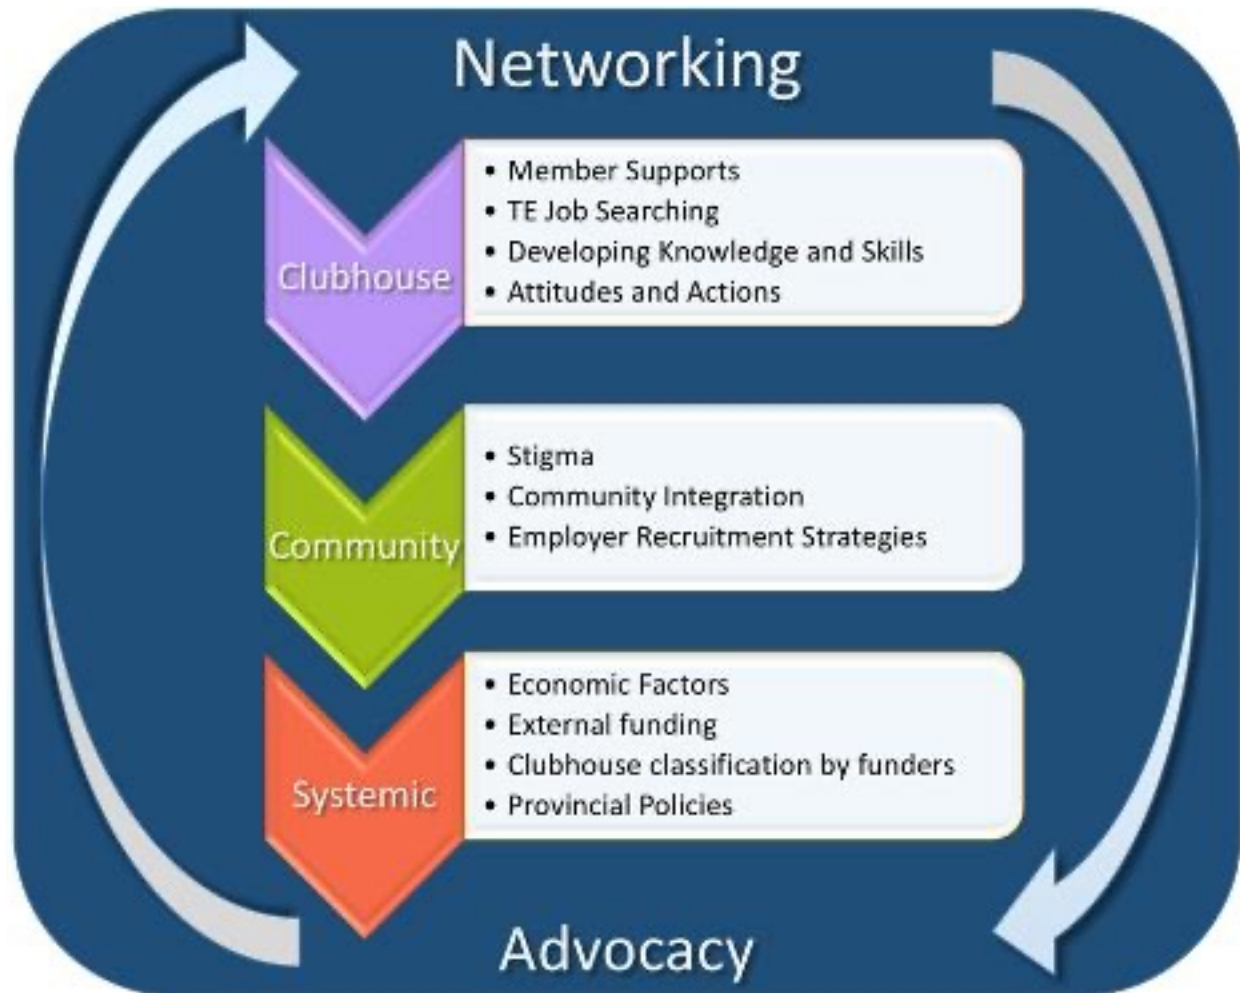 Networking
Clubhouse
• Member Supports
• TE Job Searching
• Developing Knowledge and Skills
• Attitudes and Actions
Community
• Stigma
• Community Integration
• Employer Recruitment Strategies
Systemic
• Economic Factors
• External funding
• Clubhouse classification by funders
• Provincial Policies
Advocacy